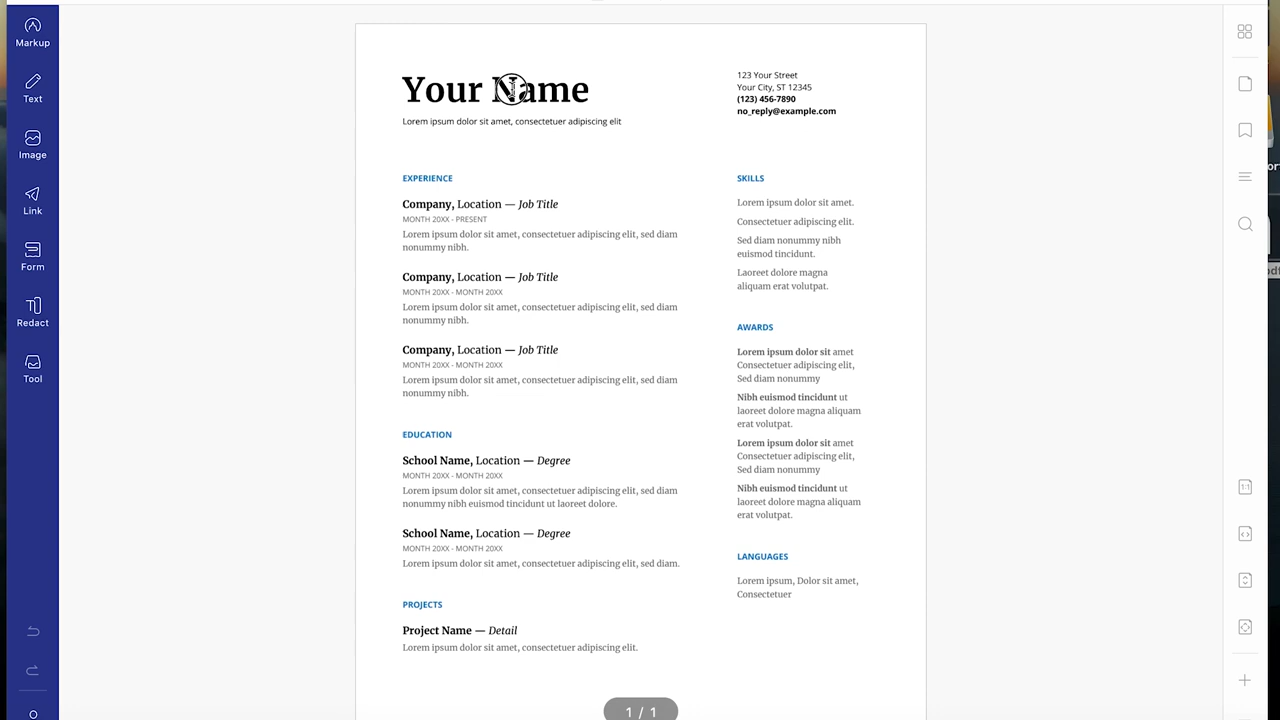 Markup
Text
Image
Link
Form
Redact
Tool
Your Name
Lorem ipsum dolor sit amet, consectetuer adipiscing elit
123 Your Street
Your City, ST 12345
(123) 456-7890
no_reply@example.com
EXPERIENCE
Company, Location — Job Title
MONTH 20XX - PRESENT
Lorem ipsum dolor sit amet, consectetuer adipiscing elit, sed diam
nonummy nibh.
Company, Location — Job Title
MONTH 20XX - MONTH 20XX
Lorem ipsum dolor sit amet, consectetuer adipiscing elit, sed diam
nonummy nibh.
Company, Location — Job Title
MONTH 20XX - MONTH 20XX
Lorem ipsum dolor sit amet, consectetuer adipiscing elit, sed diam
nonummy nibh.
EDUCATION
School Name, Location — Degree
MONTH 20XX - MONTH 20XX
Lorem ipsum dolor sit amet, consectetuer adipiscing elit, sed diam
nonummy nibh euismod tincidunt ut laoreet dolore.
School Name, Location — Degree
MONTH 20XX - MONTH 20XX
Lorem ipsum dolor sit amet, consectetuer adipiscing elit, sed diam.
PROJECTS
Project Name — Detail
Lorem ipsum dolor sit amet, consectetuer adipiscing elit.
SKILLS
Lorem ipsum dolor sit amet.
Consectetuer adipiscing elit.
Sed diam nonummy nibh
euismod tincidunt.
Laoreet dolore magna
aliquam erat volutpat.
AWARDS
Lorem ipsum dolor sit amet
Consectetuer adipiscing elit,
Sed diam nonummy
Nibh euismod tincidunt ut
laoreet dolore magna aliquam
erat volutpat.
Lorem ipsum dolor sit amet
Consectetuer adipiscing elit,
Sed diam nonummy
Nibh euismod tincidunt ut
laoreet dolore magna aliquam
erat volutpat.
LANGUAGES
Lorem ipsum, Dolor sit amet,
Consectetuer
1 / 1
1:1